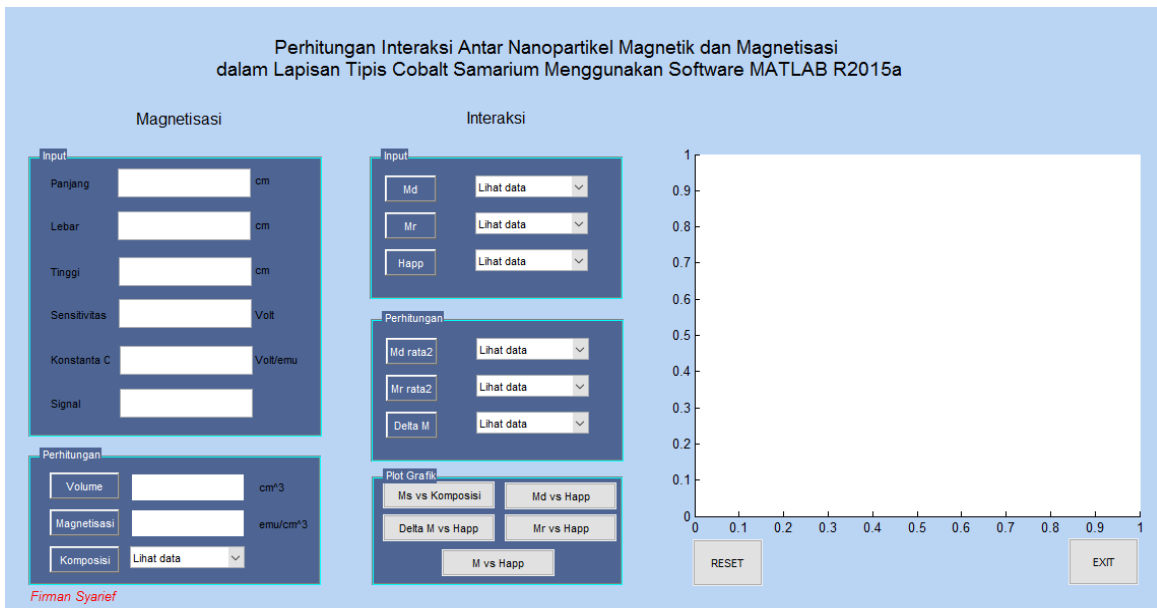 Perhitungan Interaksi Antar Nanopartikel Magnetik dan Magnetisasi
dalam Lapisan Tipis Cobalt Samarium Menggunakan Software MATLAB R2015a
Magnetisasi
Input
Panjang cm
Lebar cm
Tinggi cm
Sensitivitas Volt
Konstanta C Volt/emu
Signal
Perhitungan
Volume cm^3
Magnetisasi emu/cm^3
Komposisi Lihat data
Firman Syarief
Interaksi
Input
Md Lihat data
Mr Lihat data
Happ Lihat data
Perhitungan
Md rata2 Lihat data
Mr rata2 Lihat data
Delta M Lihat data
Plot Grafik
Ms vs Komposisi Md vs Happ
Delta M vs Happ Mr vs Happ
M vs Happ
1
0.9
0.8
0.7
0.6
0.5
0.4
0.3
0.2
0.1
0
0 0.1 0.2 0.3 0.4 0.5 0.6 0.7 0.8 0.9 1
RESET EXIT